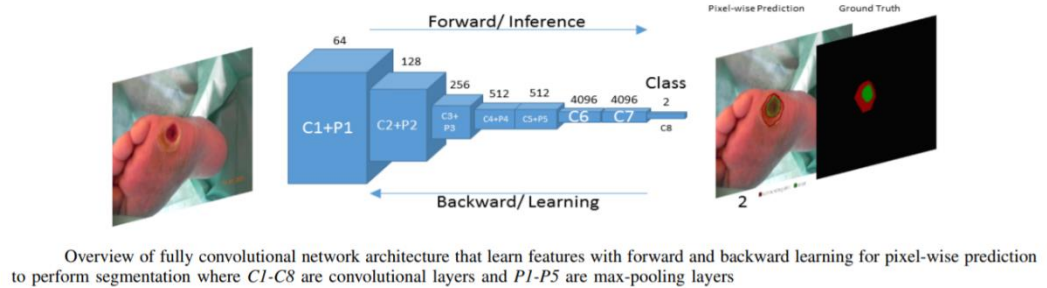 Pixel-wise Prediction Ground Truth
Forward/ Inference
64
128
256
512
512
4096
4096
Class
2
C1+P1
C2+P2
C3+
P3
C4+P4
C5+P5
C6
C7
C8
Backward/ Learning
2
Overview of fully convolutional network architecture that learn features with forward and backward learning for pixel-wise prediction
to perform segmentation where C1-C8 are convolutional layers and P1-P5 are max-pooling layers